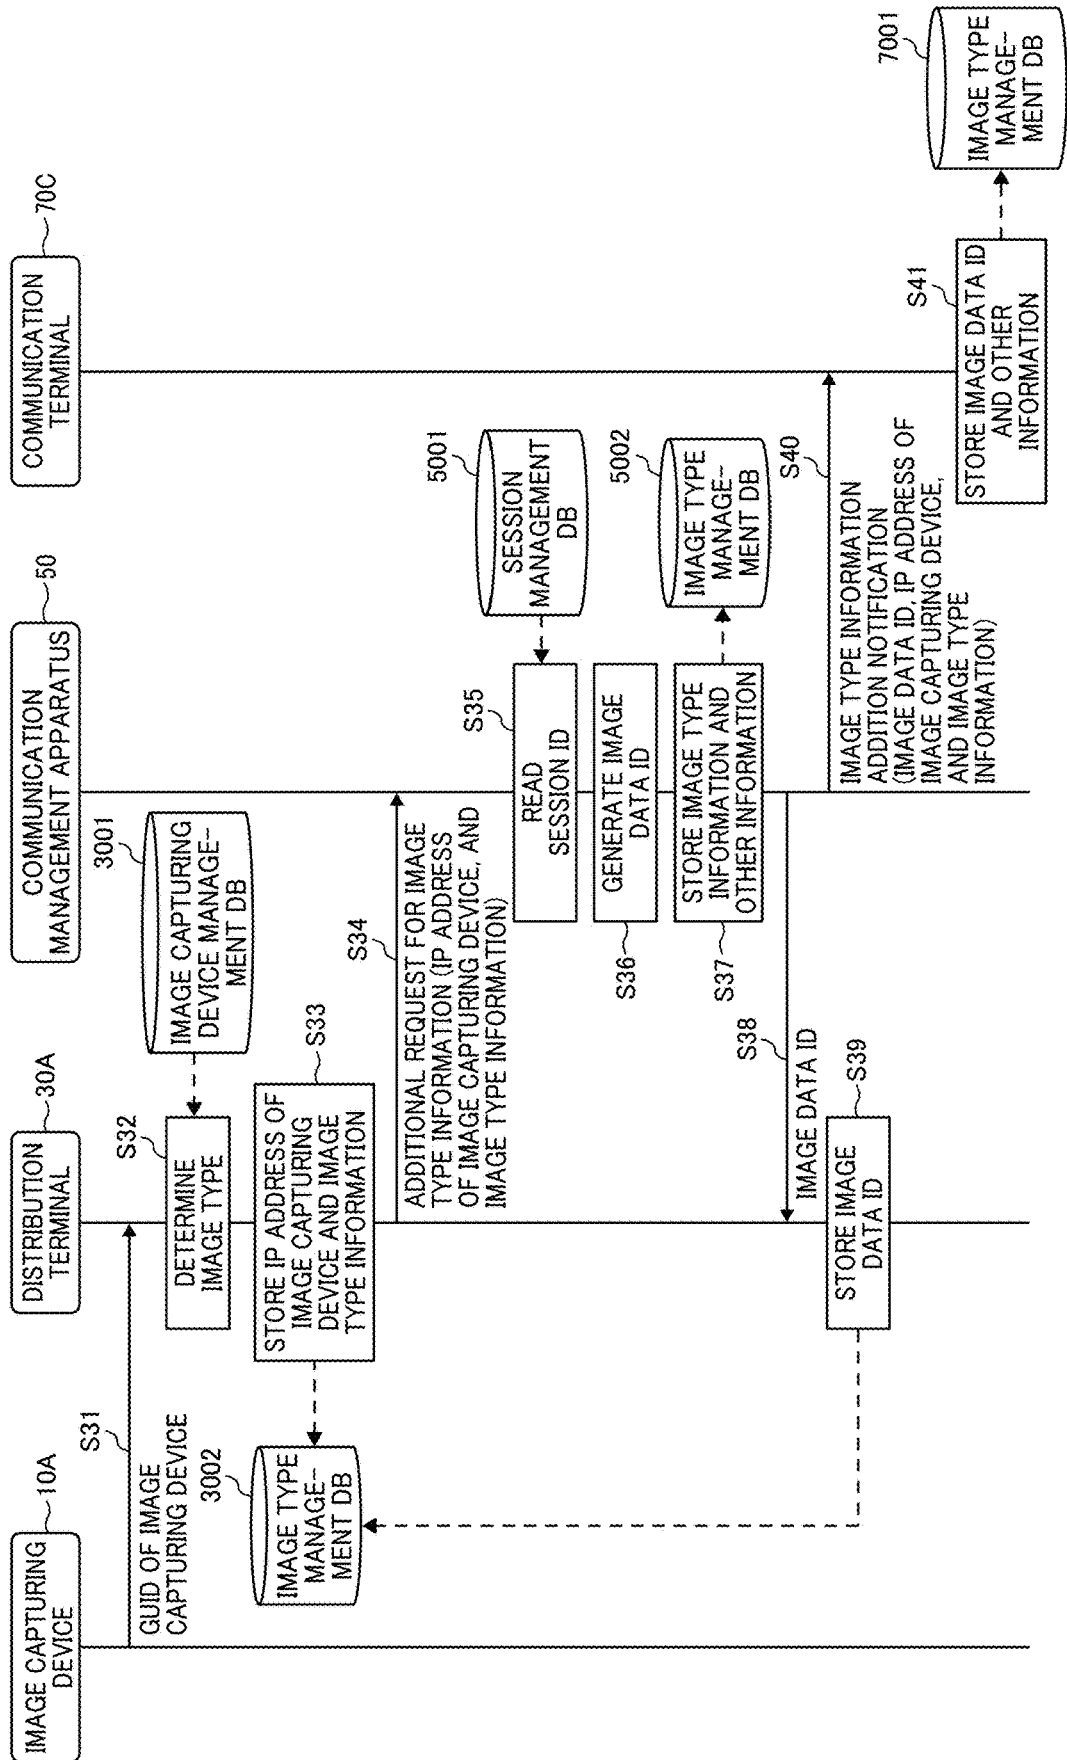 IMAGE CAPTURING
DEVICE
10A
DISTRIBUTION
TERMINAL
30A
COMMUNICATION
MANAGEMENT APPARATUS
50
COMMUNICATION
TERMINAL
70C
S31
GUID OF IMAGE
CAPTURING DEVICE
S32
DETERMINE
IMAGE TYPE
3001
IMAGE CAPTURING
DEVICE MANAGE-
MENT DB
S33
STORE IP ADDRESS OF
IMAGE CAPTURING
DEVICE AND IMAGE
TYPE INFORMATION
3002
IMAGE TYPE
MANAGE-
MENT DB
S34
ADDITIONAL REQUEST FOR IMAGE
TYPE INFORMATION (IP ADDRESS
OF IMAGE CAPTURING DEVICE, AND
IMAGE TYPE INFORMATION)
S35
READ
SESSION ID
5001
SESSION
MANAGEMENT
DB
S36
GENERATE IMAGE
DATA ID
S37
STORE IMAGE TYPE
INFORMATION AND
OTHER INFORMATION
5002
IMAGE TYPE
MANAGE-
MENT DB
S38
IMAGE DATA ID
S39
STORE IMAGE
DATA ID
S40
IMAGE TYPE INFORMATION
ADDITION NOTIFICATION
(IMAGE DATA ID, IP ADDRESS OF
IMAGE CAPTURING DEVICE,
AND IMAGE TYPE
INFORMATION)
S41
STORE IMAGE DATA ID
AND OTHER
INFORMATION
7001
IMAGE TYPE
MANAGE-
MENT DB